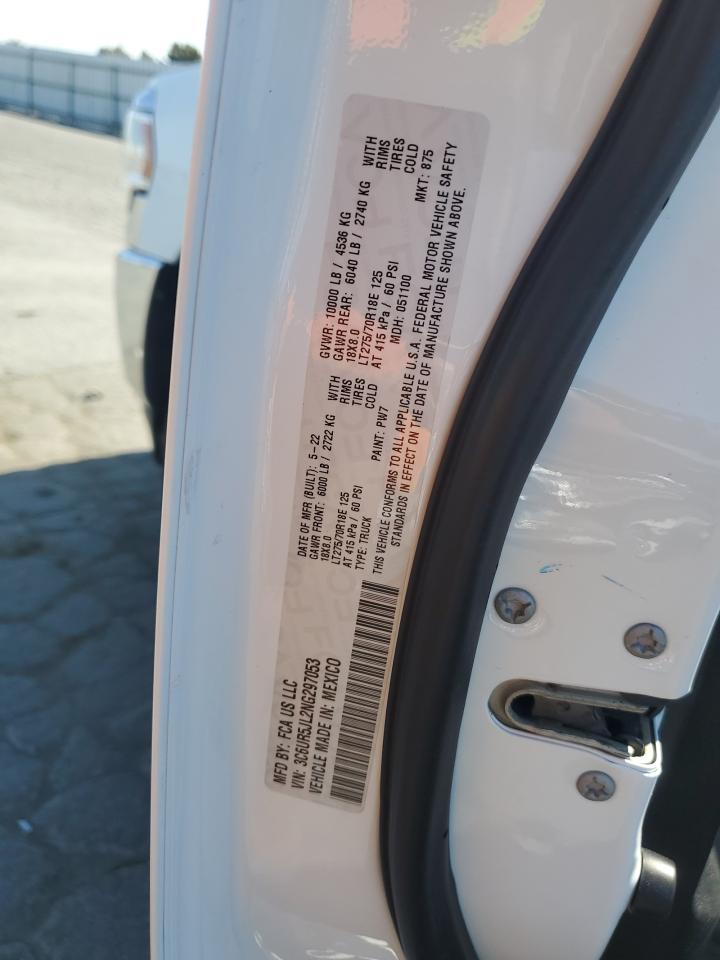 MFD BY: FCA US LLC
VIN: 3C6UR5JL2NG297053
VEHICLE MADE IN: MEXICO
DATE OF MFR (BUILT): 5-22 GVWR: 10000 LB / 4536 KG
GAWR FRONT: 6000 LB / 2722 KG WITH GAWR REAR: 6040 LB / 2740 KG WITH
18X8.0 RIMS 18X8.0 RIMS
LT275/70R18E 125 TIRES LT275/70R18E 125 TIRES
AT 415 kPa / 60 PSI COLD AT 415 kPa / 60 PSI COLD
TYPE: TRUCK PAINT: PW7 MDH: 051100 MKT: 875
THIS VEHICLE CONFORMS TO ALL APPLICABLE U.S.A. FEDERAL MOTOR VEHICLE SAFETY
STANDARDS IN EFFECT ON THE DATE OF MANUFACTURE SHOWN ABOVE.